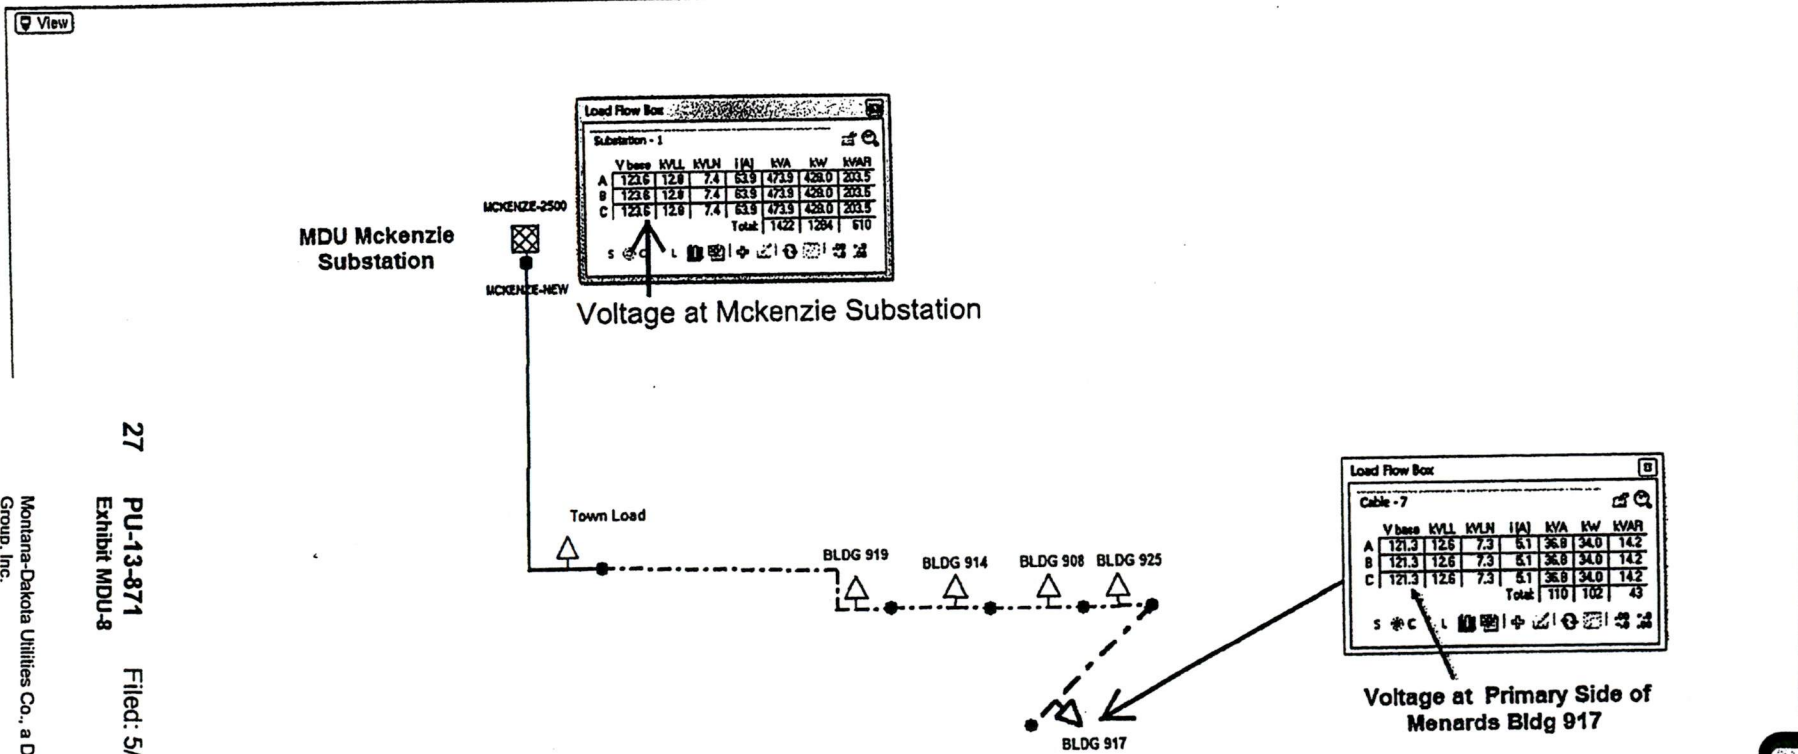 View
Load Flow Box
Substation - 1
V base KVLL KVLN i[A] KVA KW KVAR
A 123.6 12.8 7.4 63.9 473.9 428.0 203.5
B 123.6 12.8 7.4 63.9 473.9 428.0 203.5
C 123.6 12.8 7.4 63.9 473.9 428.0 203.5
Total: 1422 1284 610
S C L
MCKENZE-2500
MDU Mckenzie
Substation
MCKENZE-NEW
Voltage at Mckenzie Substation
Town Load
BLDG 919
BLDG 914
BLDG 908
BLDG 925
BLDG 917
Load Flow Box
Cable - 7
V base KVLL KVLN i[A] KVA KW KVAR
A 121.3 12.6 7.3 5.1 36.8 34.0 14.2
B 121.3 12.6 7.3 5.1 36.8 34.0 14.2
C 121.3 12.6 7.3 5.1 36.8 34.0 14.2
Total: 110 102 43
S C L
Voltage at Primary Side of
Menards Bldg 917
27 PU-13-871 Filed: 5/
Exhibit MDU-8
Montana-Dakota Utilities Co., a D
Group, Inc.